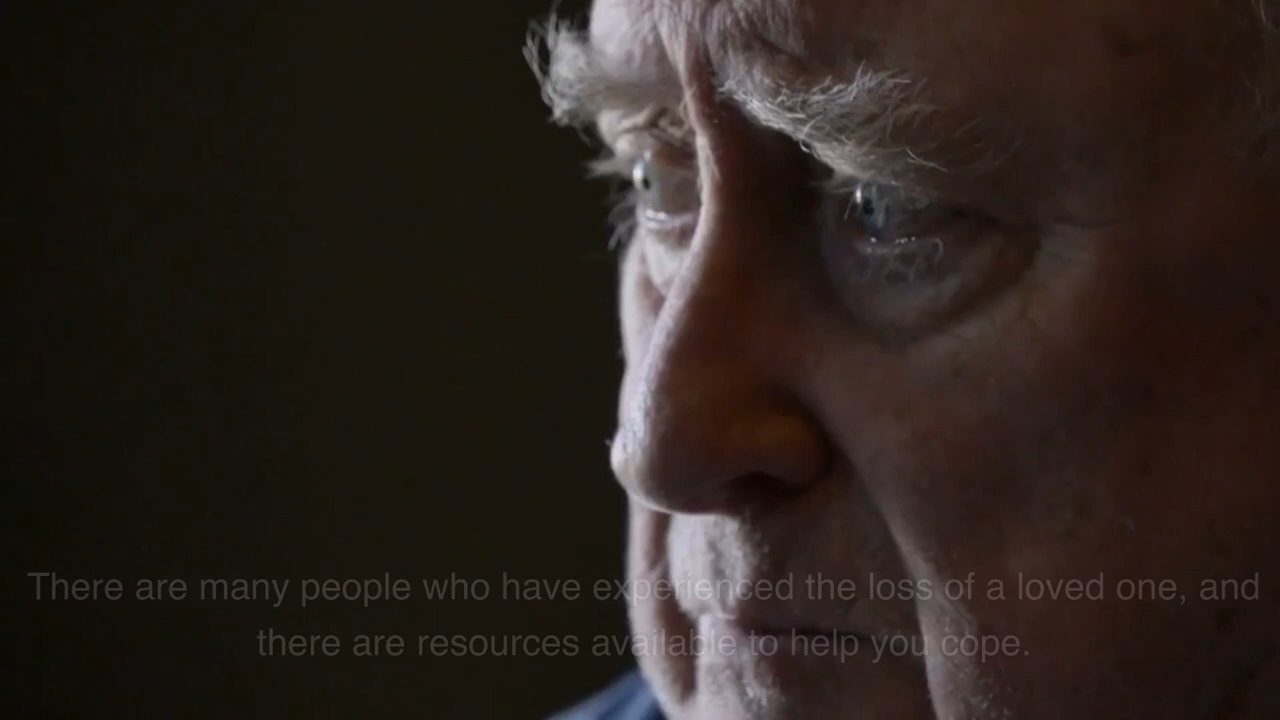 There are many people who have experienced the loss of a loved one, and
there are resources available to help you cope.